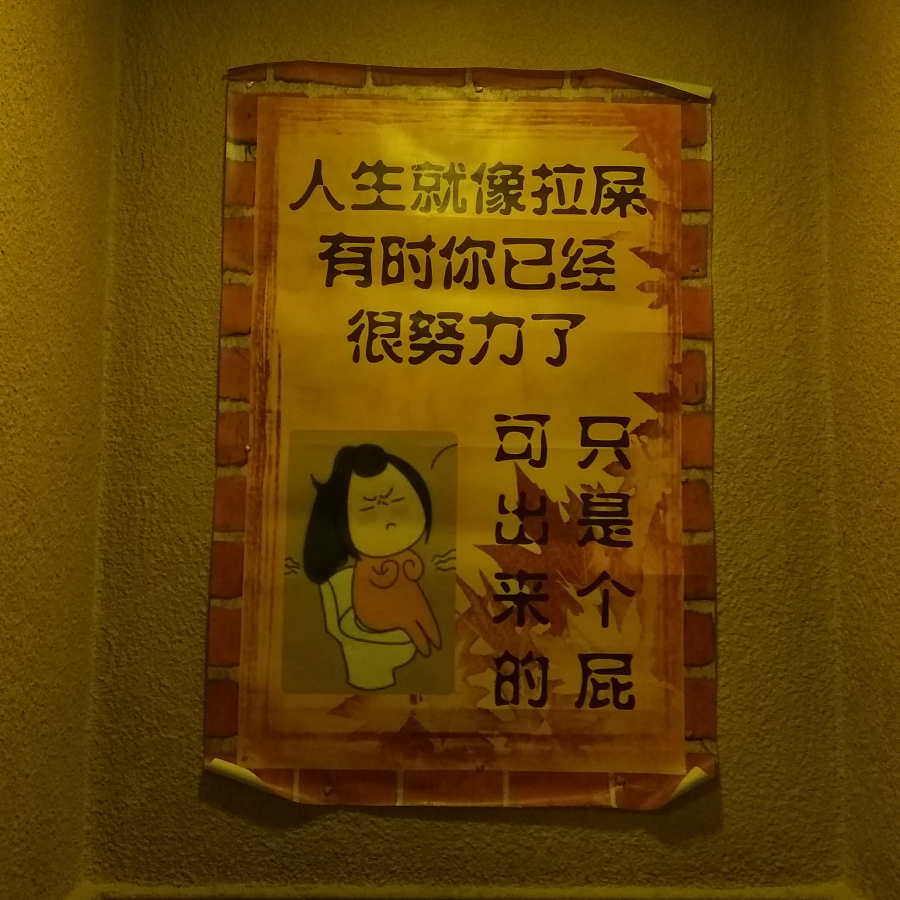 人生就像拉屎
有时你已经
很努力了
可出来的
只是个屁